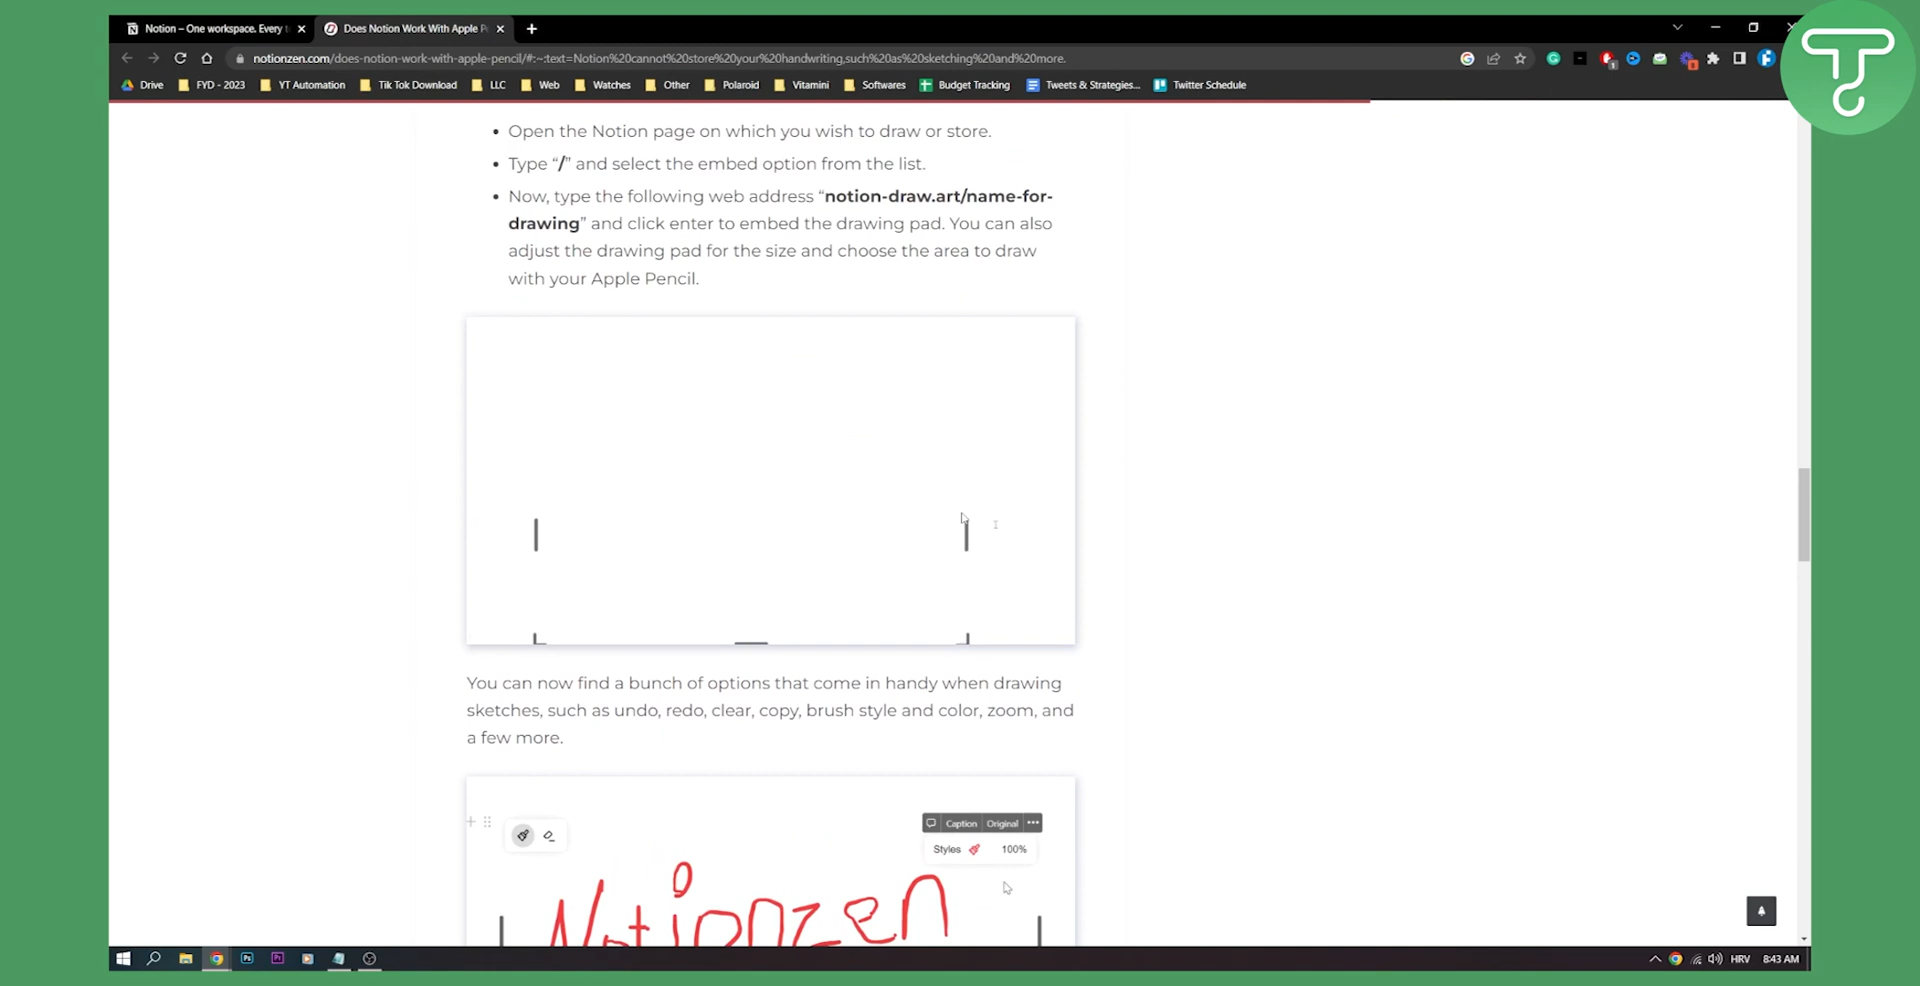 Notion – One workspace. Every t
Does Notion Work With Apple P
notionzen.com/does-notion-work-with-apple-pencil/#:~:text=Notion%20cannot%20store%20your%20handwriting,such%20as%20sketching%20and%20more.
Drive FYD - 2023 YT Automation Tik Tok Download LLC Web Watches Other Polaroid Vitamini Softwares Budget Tracking Tweets & Strategies... Twitter Schedule
• Open the Notion page on which you wish to draw or store.
• Type “/” and select the embed option from the list.
• Now, type the following web address “notion-draw.art/name-for-
drawing” and click enter to embed the drawing pad. You can also
adjust the drawing pad for the size and choose the area to draw
with your Apple Pencil.
You can now find a bunch of options that come in handy when drawing
sketches, such as undo, redo, clear, copy, brush style and color, zoom, and
a few more.
Caption Original •••
Styles 100%
Notionzen
Ps Pr HRV 8:43 AM